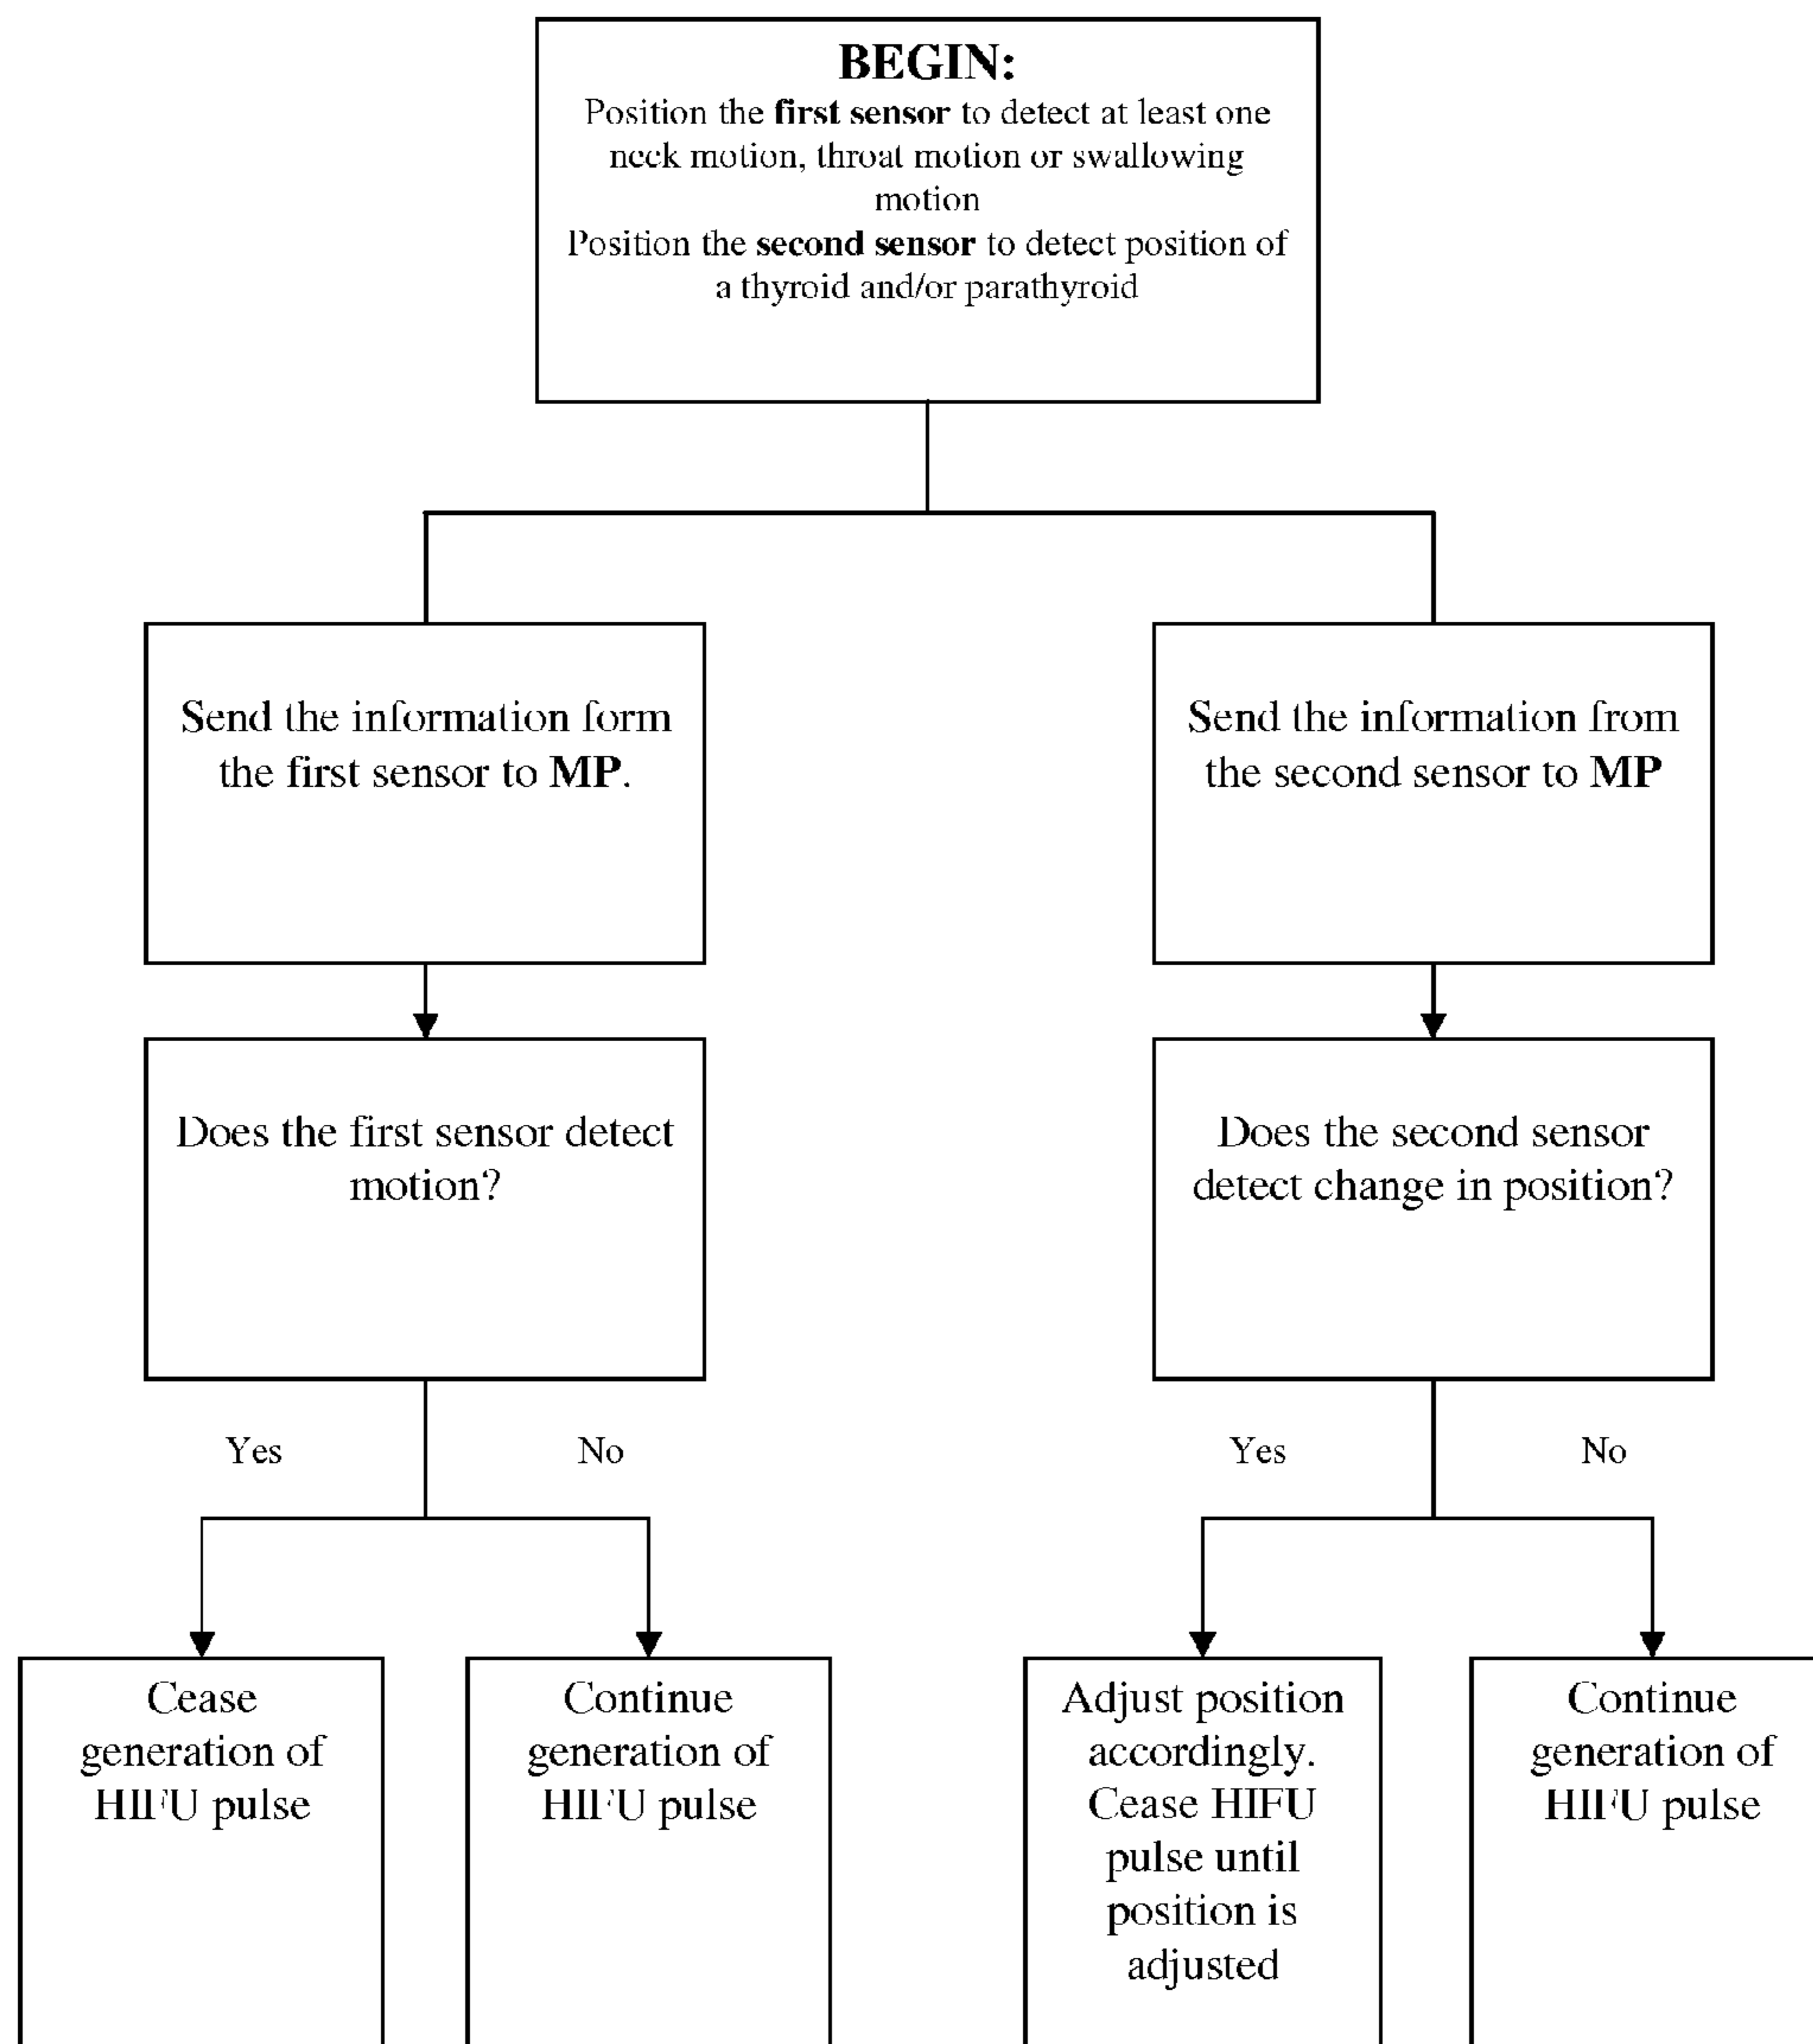 BEGIN:
Position the first sensor to detect at least one
neck motion, throat motion or swallowing
motion
Position the second sensor to detect position of
a thyroid and/or parathyroid
Send the information form
the first sensor to MP.
Send the information from
the second sensor to MP
Does the first sensor detect
motion?
Does the second sensor
detect change in position?
Yes
No
Yes
No
Cease
generation of
HIFU pulse
Continue
generation of
HIFU pulse
Adjust position
accordingly.
Cease HIFU
pulse until
position is
adjusted
Continue
generation of
HIFU pulse